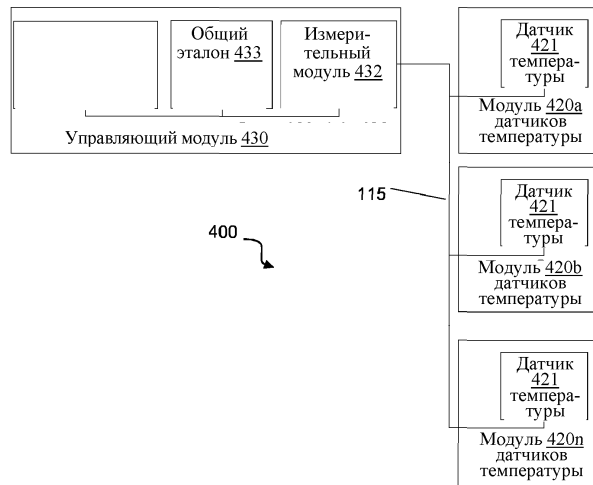 Общий
эталон 433
Измери-
тельный
модуль 432
Управляющий модуль 430
Датчик
421
темпера-
туры
Модуль 420a
датчиков
температуры
115
400
Датчик
421
темпера-
туры
Модуль 420b
датчиков
температуры
Датчик
421
темпера-
туры
Модуль 420n
датчиков
температуры